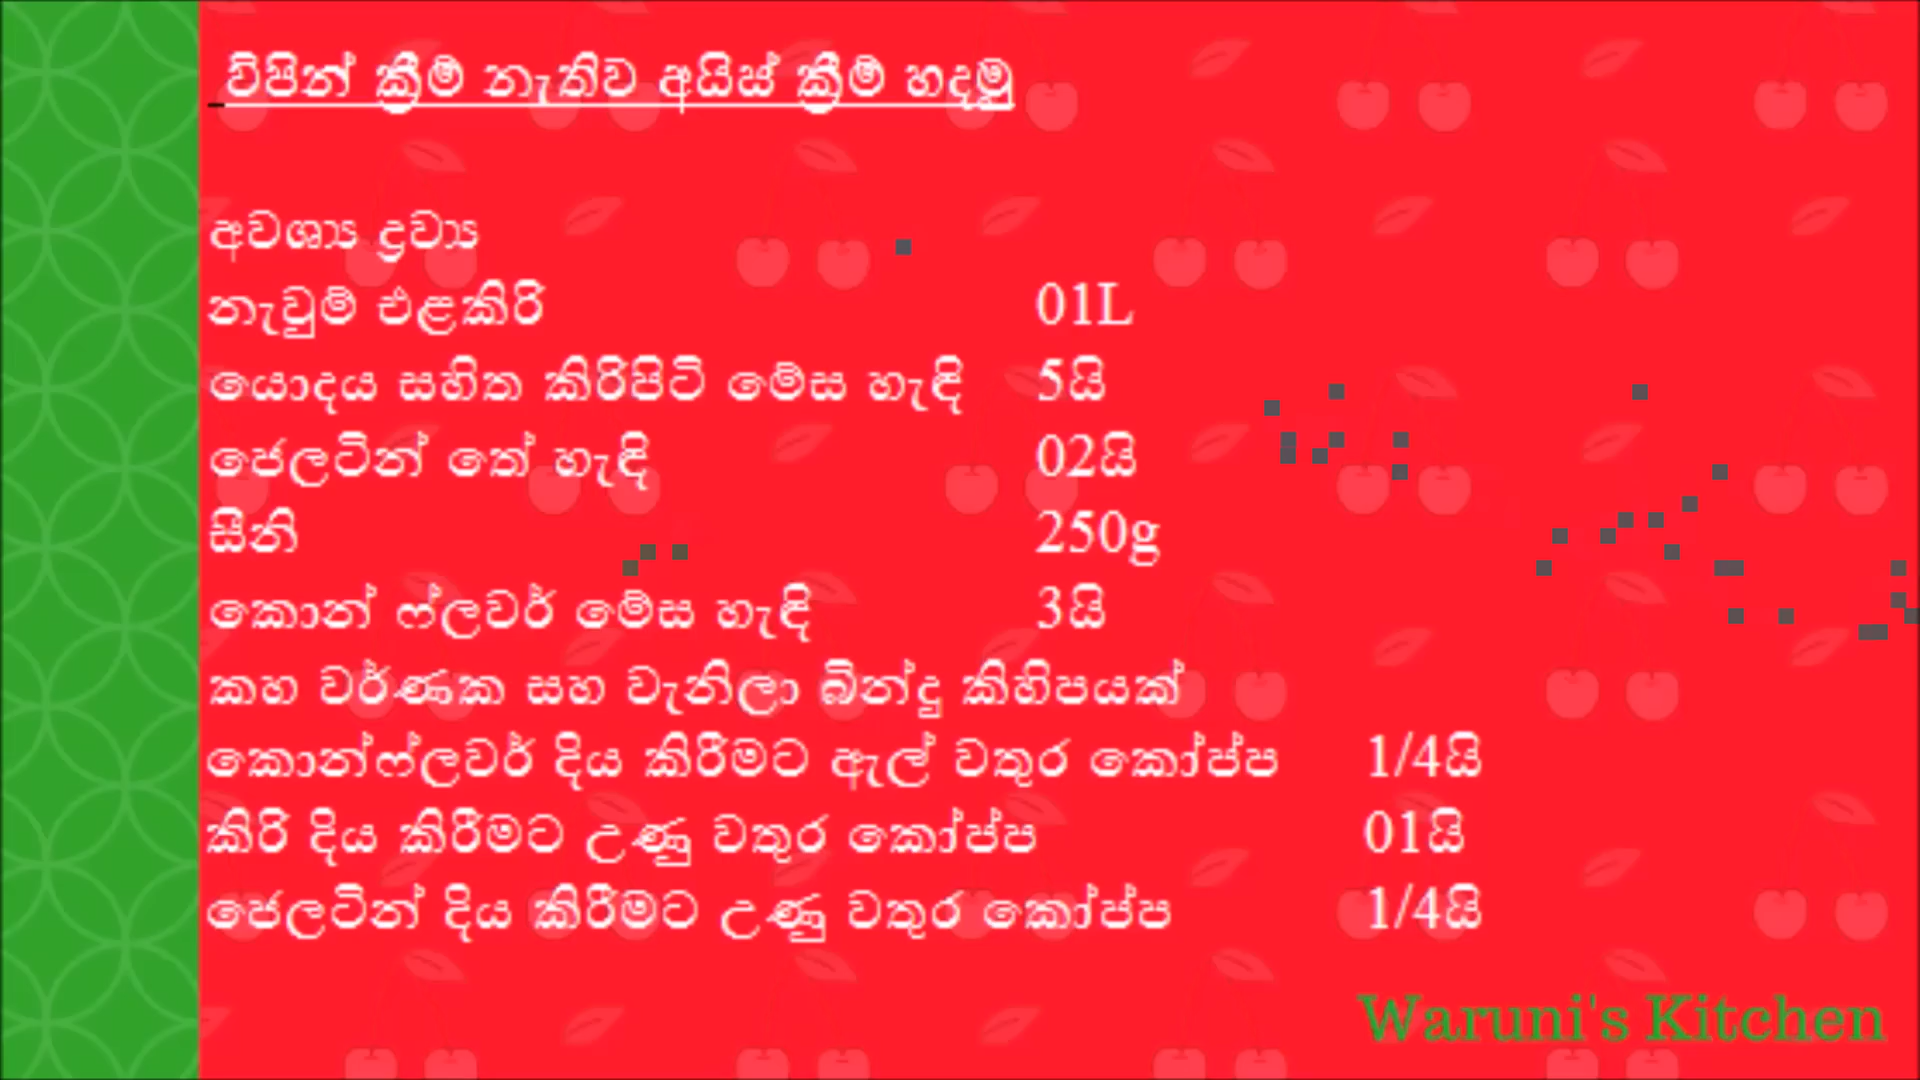 විපින් ක්‍රීම් නැතිව අයිස් ක්‍රීම් හදමු
අවශ්‍ය ද්‍රව්‍ය
නැවුම් එළකිරි 01L
යොදය සහිත කිරිපිටි මේස හැඳි 5යි
ජෙලටින් තේ හැඳි 02යි
සීනි 250g
කොන් ෆ්ලවර් මේස හැඳි 3යි
කහ වර්ණක සහ වැනිලා බින්දු කිහිපයක්
කොන්ෆ්ලවර් දිය කිරීමට ඇල් වතුර කෝප්ප 1/4යි
කිරි දිය කිරීමට උණු වතුර කෝප්ප 01යි
ජෙලටින් දිය කිරීමට උණු වතුර කෝප්ප 1/4යි
Waruni's Kitchen